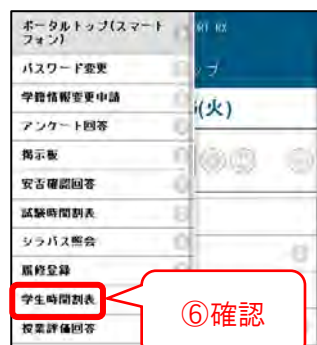 ポータルトップ(スマート
フォン)
パスワード変更
学籍情報変更申請
アンケート回答
掲示板
安否確認回答
試験時間割表
シラバス照会
履修登録
学生時間割表
授業評価回答
(火)
⑥確認